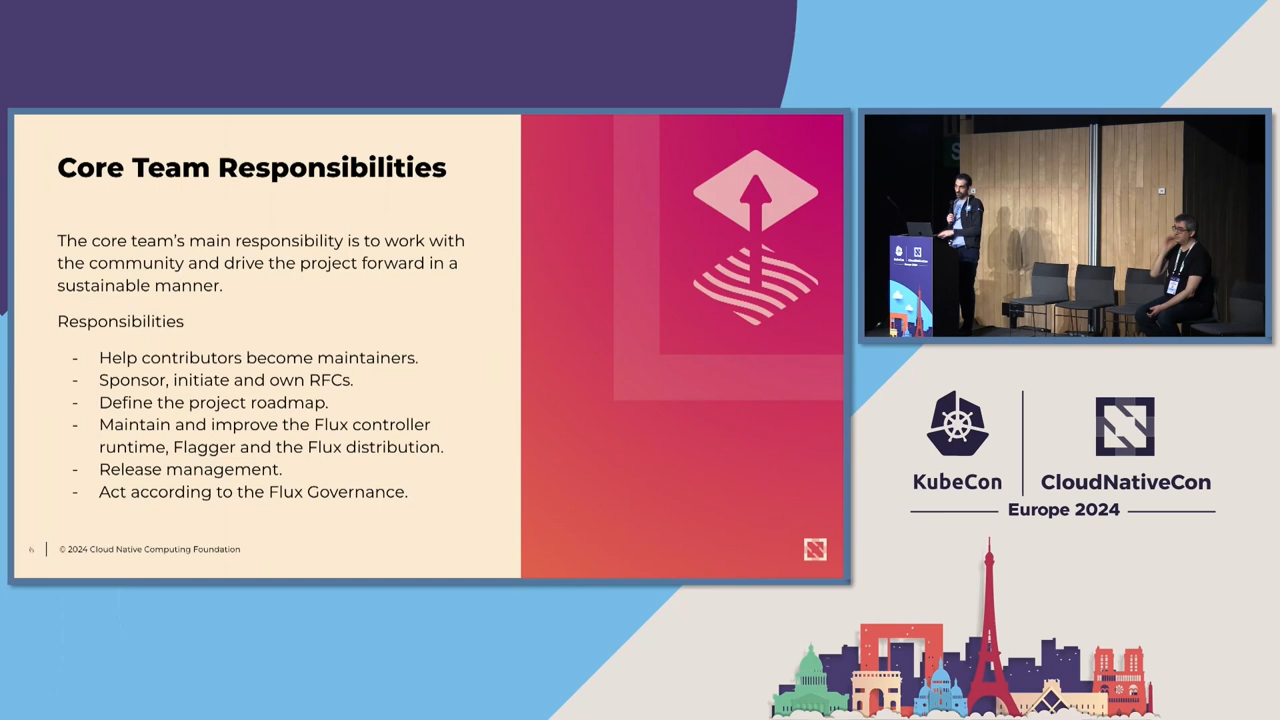 Core Team Responsibilities
The core team’s main responsibility is to work with
the community and drive the project forward in a
sustainable manner.
Responsibilities
- Help contributors become maintainers.
- Sponsor, initiate and own RFCs.
- Define the project roadmap.
- Maintain and improve the Flux controller
runtime, Flagger and the Flux distribution.
- Release management.
- Act according to the Flux Governance.
6 © 2024 Cloud Native Computing Foundation
KubeCon
CloudNativeCon
Europe 2024